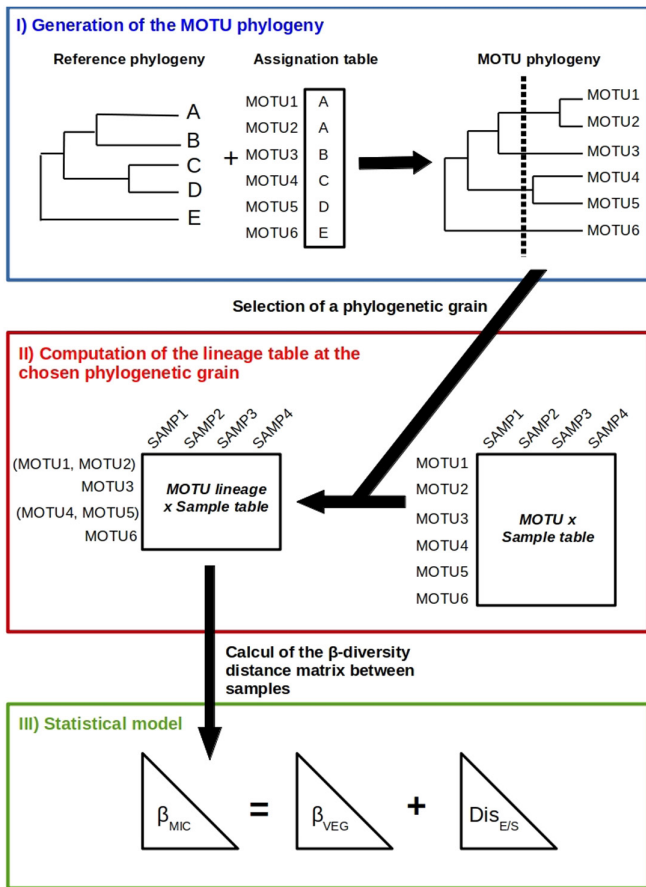 I) Generation of the MOTU phylogeny
Reference phylogeny
Assignation table
MOTU phylogeny
A
B
C
D
E
+
MOTU1 A
MOTU2 A
MOTU3 B
MOTU4 C
MOTU5 D
MOTU6 E
MOTU1
MOTU2
MOTU3
MOTU4
MOTU5
MOTU6
Selection of a phylogenetic grain
II) Computation of the lineage table at the
chosen phylogenetic grain
SAMP1
SAMP2
SAMP3
SAMP4
(MOTU1, MOTU2)
MOTU3
(MOTU4, MOTU5)
MOTU6
MOTU lineage
x Sample table
SAMP1
SAMP2
SAMP3
SAMP4
MOTU1
MOTU2
MOTU3
MOTU4
MOTU5
MOTU6
MOTU x
Sample table
Calcul of the β-diversity
distance matrix between
samples
III) Statistical model
βMIC = βVEG + DisE/S